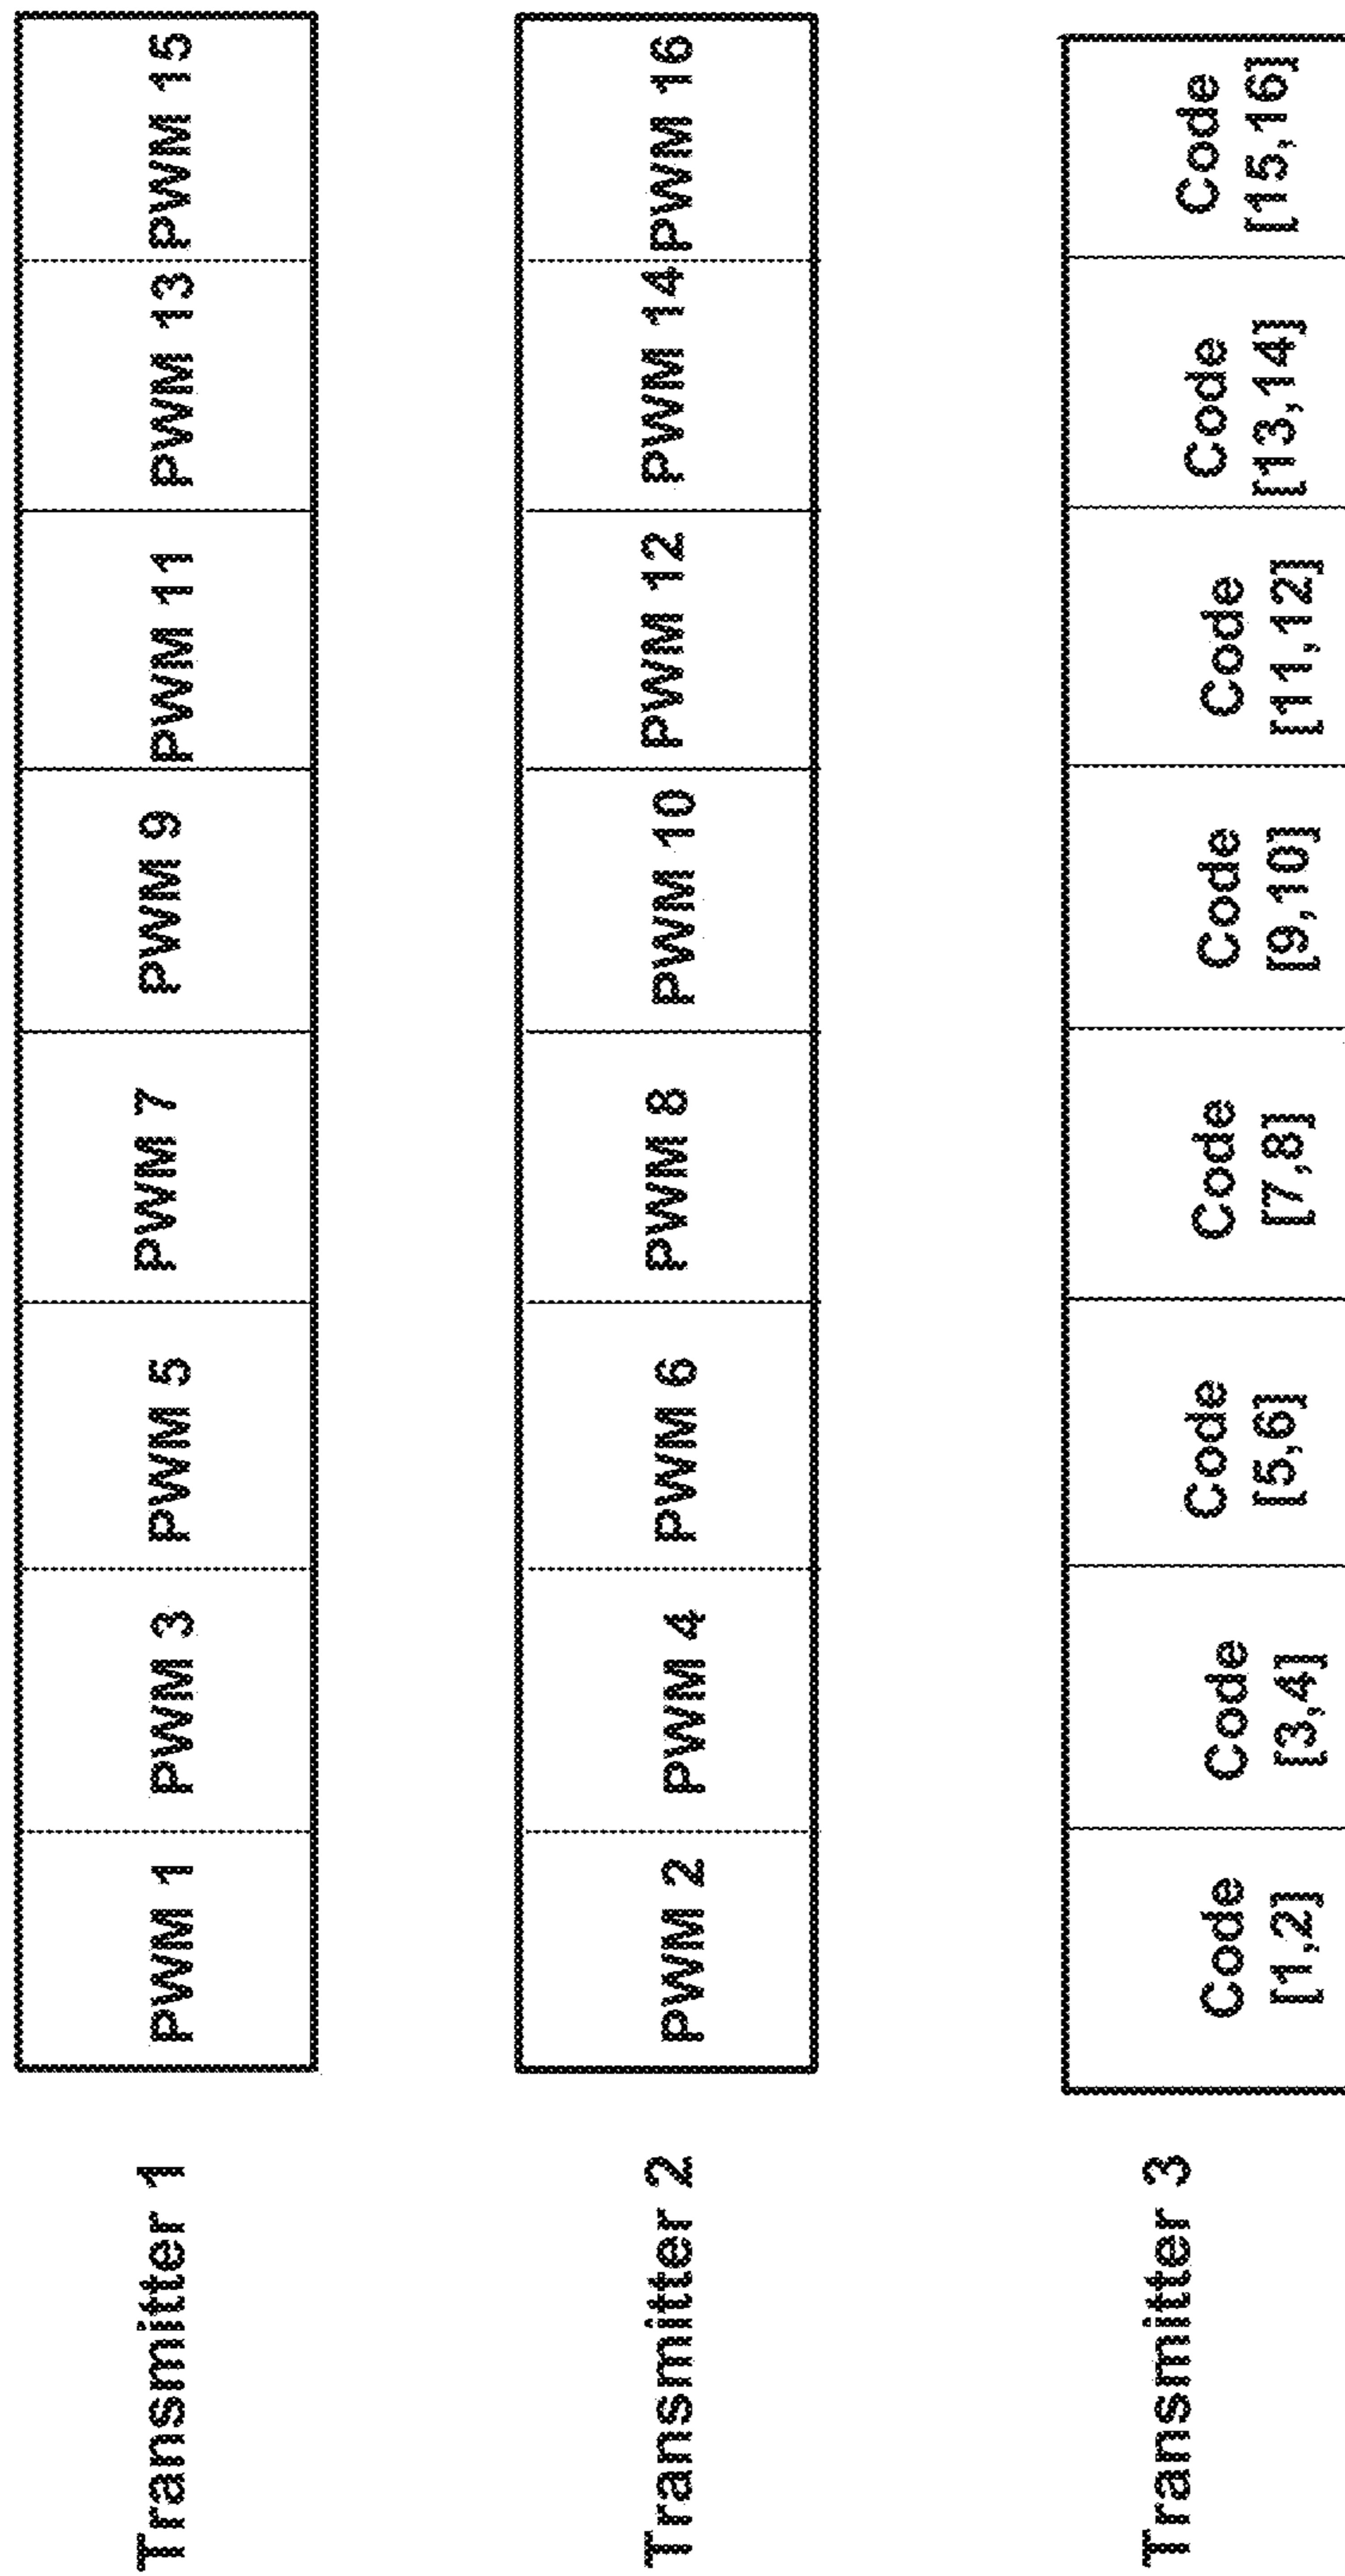 Transmitter 1
PWM 1
PWM 3
PWM 5
PWM 7
PWM 9
PWM 11
PWM 13
PWM 15
Transmitter 2
PWM 2
PWM 4
PWM 6
PWM 8
PWM 10
PWM 12
PWM 14
PWM 16
Transmitter 3
Code
[1,2]
Code
[3,4]
Code
[5,6]
Code
[7,8]
Code
[9,10]
Code
[11,12]
Code
[13,14]
Code
[15,16]